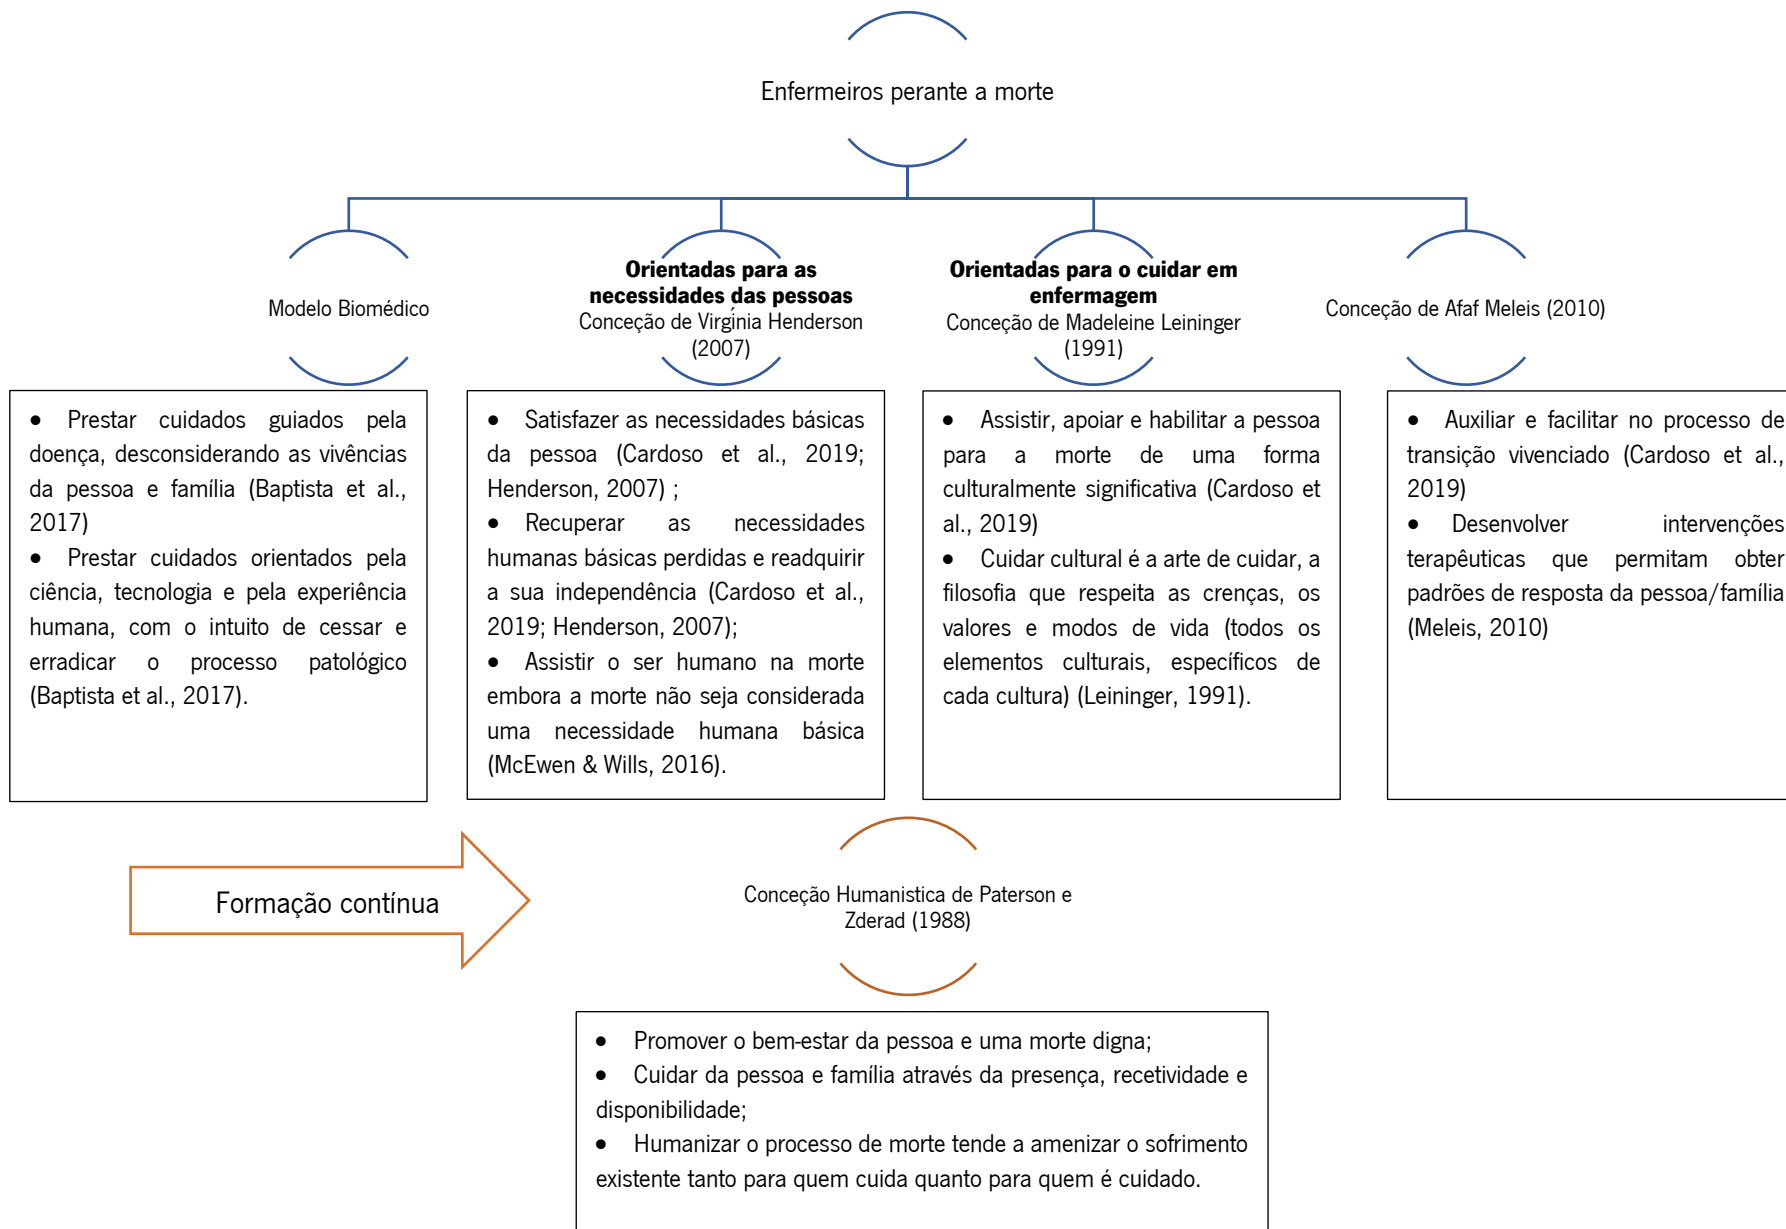 Enfermeiros perante a morte
Modelo Biomédico
Orientadas para as
necessidades das pessoas
Conceção de Virgínia Henderson
(2007)
Orientadas para o cuidar em
enfermagem
Conceção de Madeleine Leininger
(1991)
Conceção de Afaf Meleis (2010)
• Prestar cuidados guiados pela
doença, desconsiderando as vivências
da pessoa e família (Baptista et al.,
2017)
• Prestar cuidados orientados pela
ciência, tecnologia e pela experiência
humana, com o intuito de cessar e
erradicar o processo patológico
(Baptista et al., 2017).
• Satisfazer as necessidades básicas
da pessoa (Cardoso et al., 2019;
Henderson, 2007) ;
• Recuperar as necessidades
humanas básicas perdidas e readquirir
a sua independência (Cardoso et al.,
2019; Henderson, 2007);
• Assistir o ser humano na morte
embora a morte não seja considerada
uma necessidade humana básica
(McEwen & Wills, 2016).
• Assistir, apoiar e habilitar a pessoa
para a morte de uma forma
culturalmente significativa (Cardoso et
al., 2019)
• Cuidar cultural é a arte de cuidar, a
filosofia que respeita as crenças, os
valores e modos de vida (todos os
elementos culturais, específicos de
cada cultura) (Leininger, 1991).
• Auxiliar e facilitar no processo de
transição vivenciado (Cardoso et al.,
2019)
• Desenvolver intervenções
terapêuticas que permitam obter
padrões de resposta da pessoa/família
(Meleis, 2010)
Formação contínua
Conceção Humanistica de Paterson e
Zderad (1988)
• Promover o bem-estar da pessoa e uma morte digna;
• Cuidar da pessoa e família através da presença, recetividade e
disponibilidade;
• Humanizar o processo de morte tende a amenizar o sofrimento
existente tanto para quem cuida quanto para quem é cuidado.